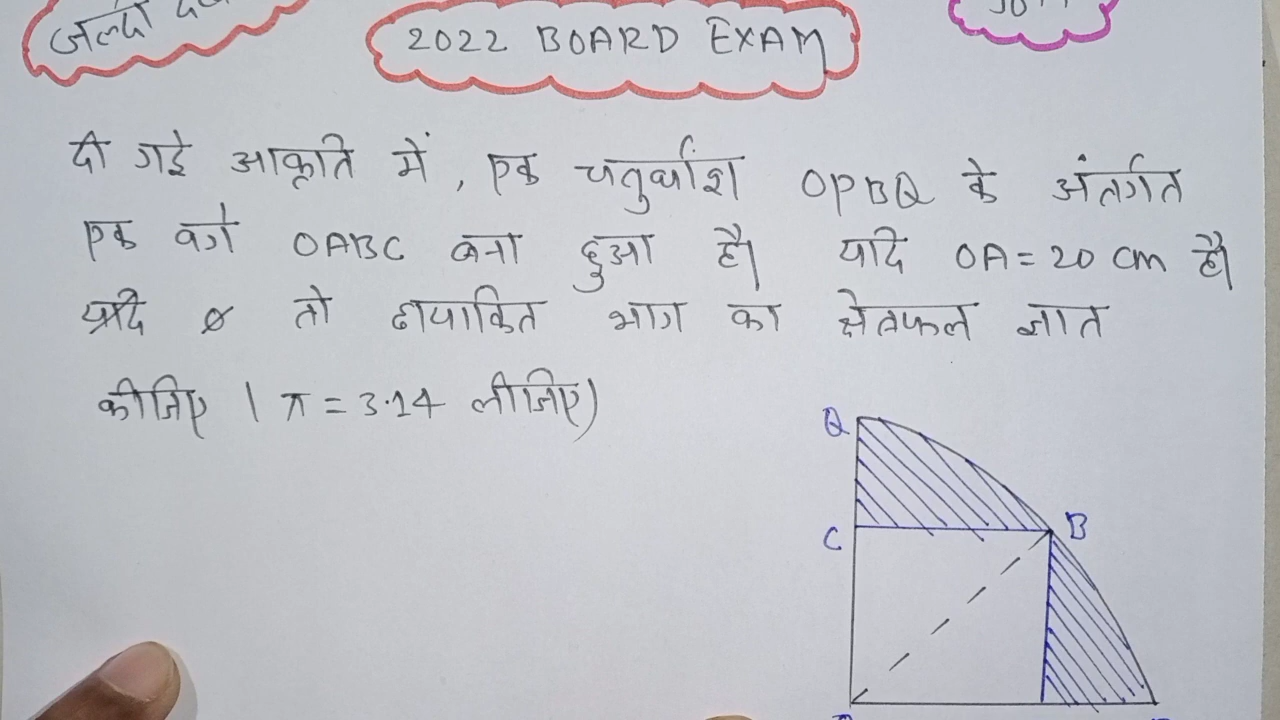 जल्दी
2022 BOARD EXAM
दी गई आकृति में, एक चतुर्थांश OPBQ के अंतर्गत
एक वर्ग OABC बना हुआ है। यदि OA = 20 cm है।
तो छायांकित भाग का क्षेत्रफल ज्ञात
कीजिए । π = 3.14 लीजिए)
Q
C
B